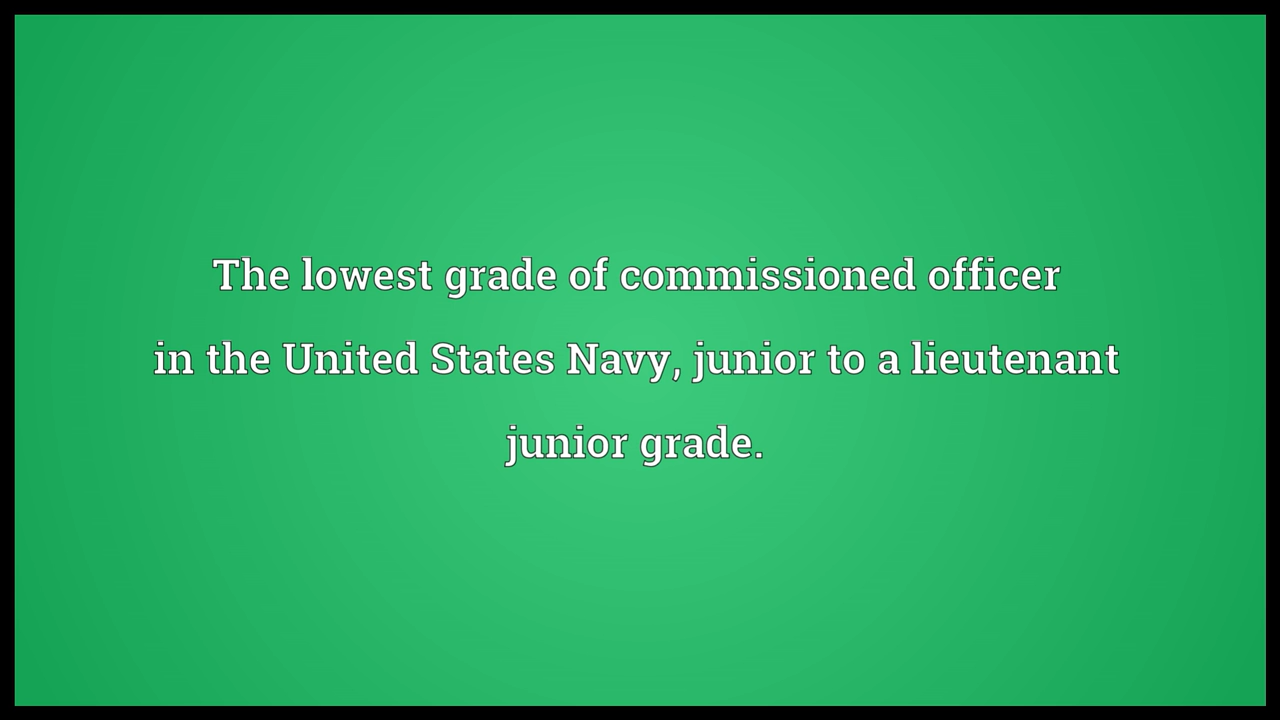 The lowest grade of commissioned officer
in the United States Navy, junior to a lieutenant
junior grade.